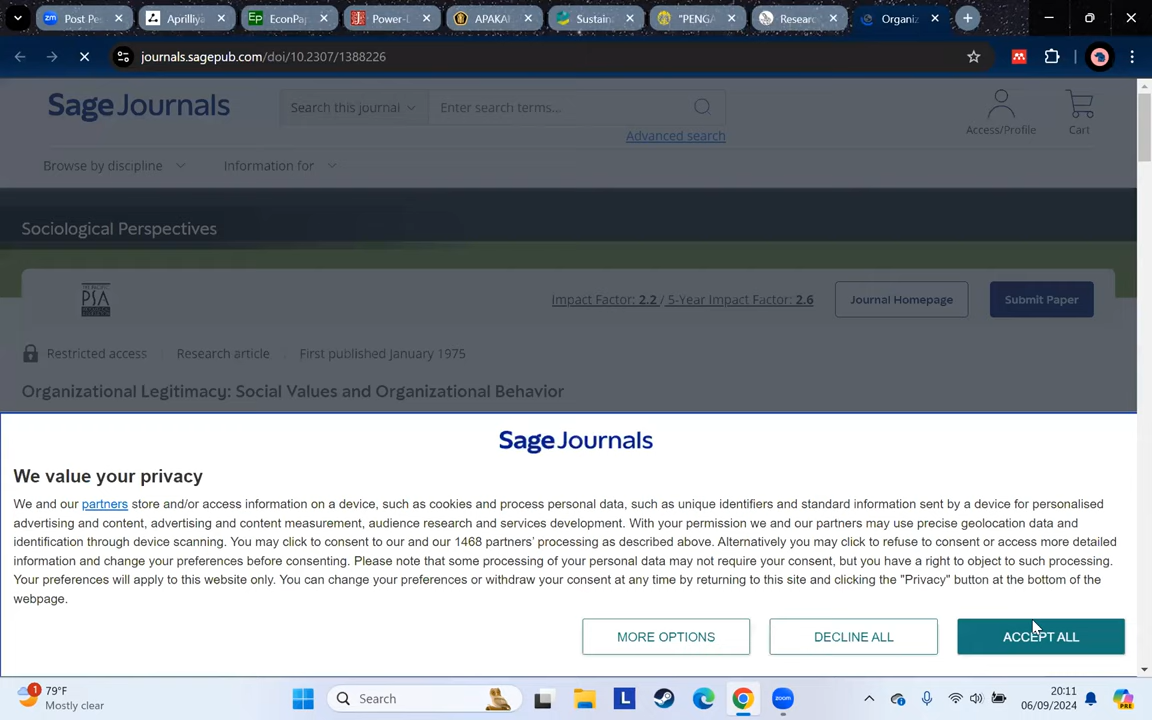 Post Pe
Aprilliya
EconPa
Power-
APAKAH
Sustain
"PENGA
Researc
Organiz
journals.sagepub.com/doi/10.2307/1388226
Sage Journals
Search this journal
Enter search terms...
Advanced search
Access/Profile
Cart
Browse by discipline
Information for
Sociological Perspectives
PSA
Impact Factor: 2.2 / 5-Year Impact Factor: 2.6
Journal Homepage
Submit Paper
Restricted access
Research article
First published January 1975
Organizational Legitimacy: Social Values and Organizational Behavior
Sage Journals
We value your privacy
We and our partners store and/or access information on a device, such as cookies and process personal data, such as unique identifiers and standard information sent by a device for personalised
advertising and content, advertising and content measurement, audience research and services development. With your permission we and our partners may use precise geolocation data and
identification through device scanning. You may click to consent to our and our 1468 partners' processing as described above. Alternatively you may click to refuse to consent or access more detailed
information and change your preferences before consenting. Please note that some processing of your personal data may not require your consent, but you have a right to object to such processing.
Your preferences will apply to this website only. You can change your preferences or withdraw your consent at any time by returning to this site and clicking the "Privacy" button at the bottom of the
webpage.
MORE OPTIONS
DECLINE ALL
ACCEPT ALL
1
79°F
Mostly clear
Search
L
zoom
20:11
06/09/2024
PRE